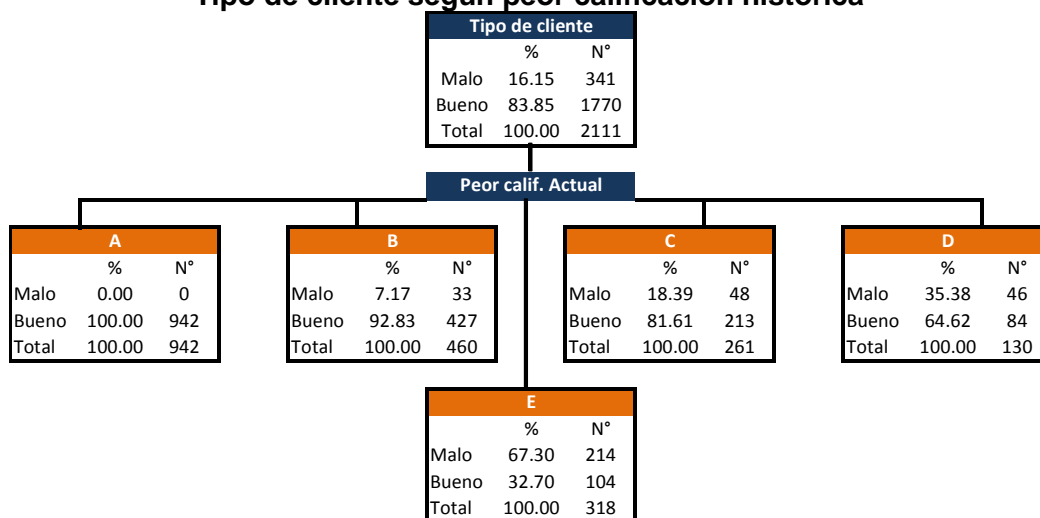 Tipo de cliente según peor calificación histórica
Tipo de cliente
% N°
Malo 16.15 341
Bueno 83.85 1770
Total 100.00 2111
Peor calif. Actual
A
% N°
Malo 0.00 0
Bueno 100.00 942
Total 100.00 942
B
% N°
Malo 7.17 33
Bueno 92.83 427
Total 100.00 460
C
% N°
Malo 18.39 48
Bueno 81.61 213
Total 100.00 261
D
% N°
Malo 35.38 46
Bueno 64.62 84
Total 100.00 130
E
% N°
Malo 67.30 214
Bueno 32.70 104
Total 100.00 318